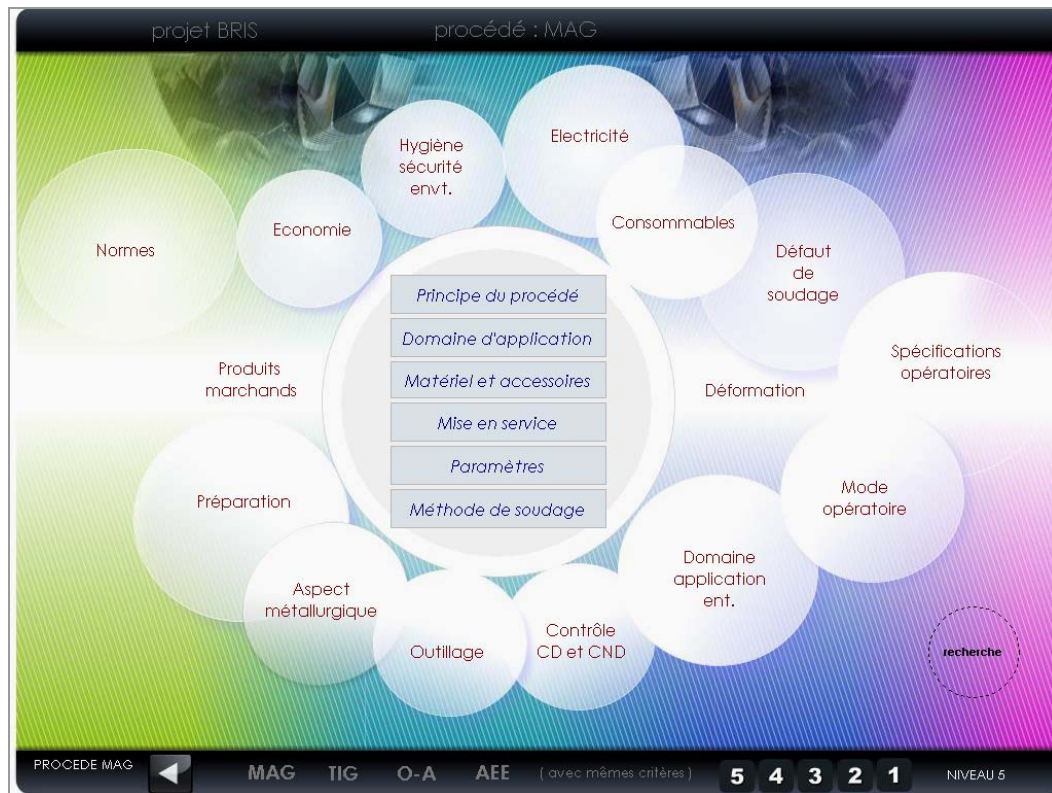 projet BRIS
procédé : MAG
Hygiène
sécurité
envt.
Electricité
Normes
Economie
Consommables
Défaut
de
soudage
Principe du procédé
Domaine d'application
Matériel et accessoires
Mise en service
Paramètres
Méthode de soudage
Produits
marchands
Déformation
Spécifications
opératoires
Préparation
Mode
opératoire
Aspect
métallurgique
Outillage
Contrôle
CD et CND
Domaine
application
ent.
recherche
PROCEDE MAG
MAG TIG O-A AEE (avec mêmes critères) 5 4 3 2 1
NIVEAU 5